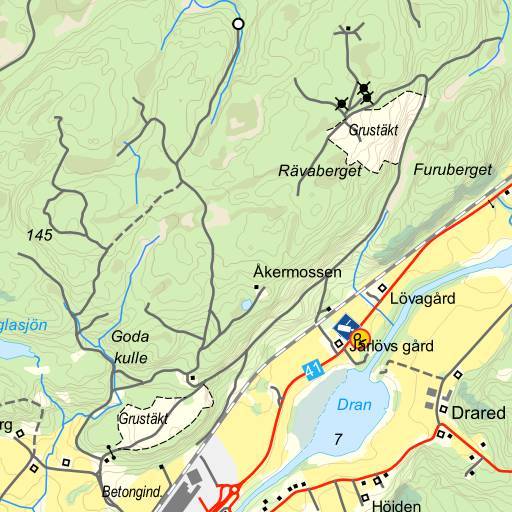 Grustäkt
Rävaberget
Furuberget
145
Åkermossen
Lövagård
glasjön
Goda
kulle
Järlövs gård
41
Dran
Drared
7
rg
Grustäkt
Betongind.
Höjden